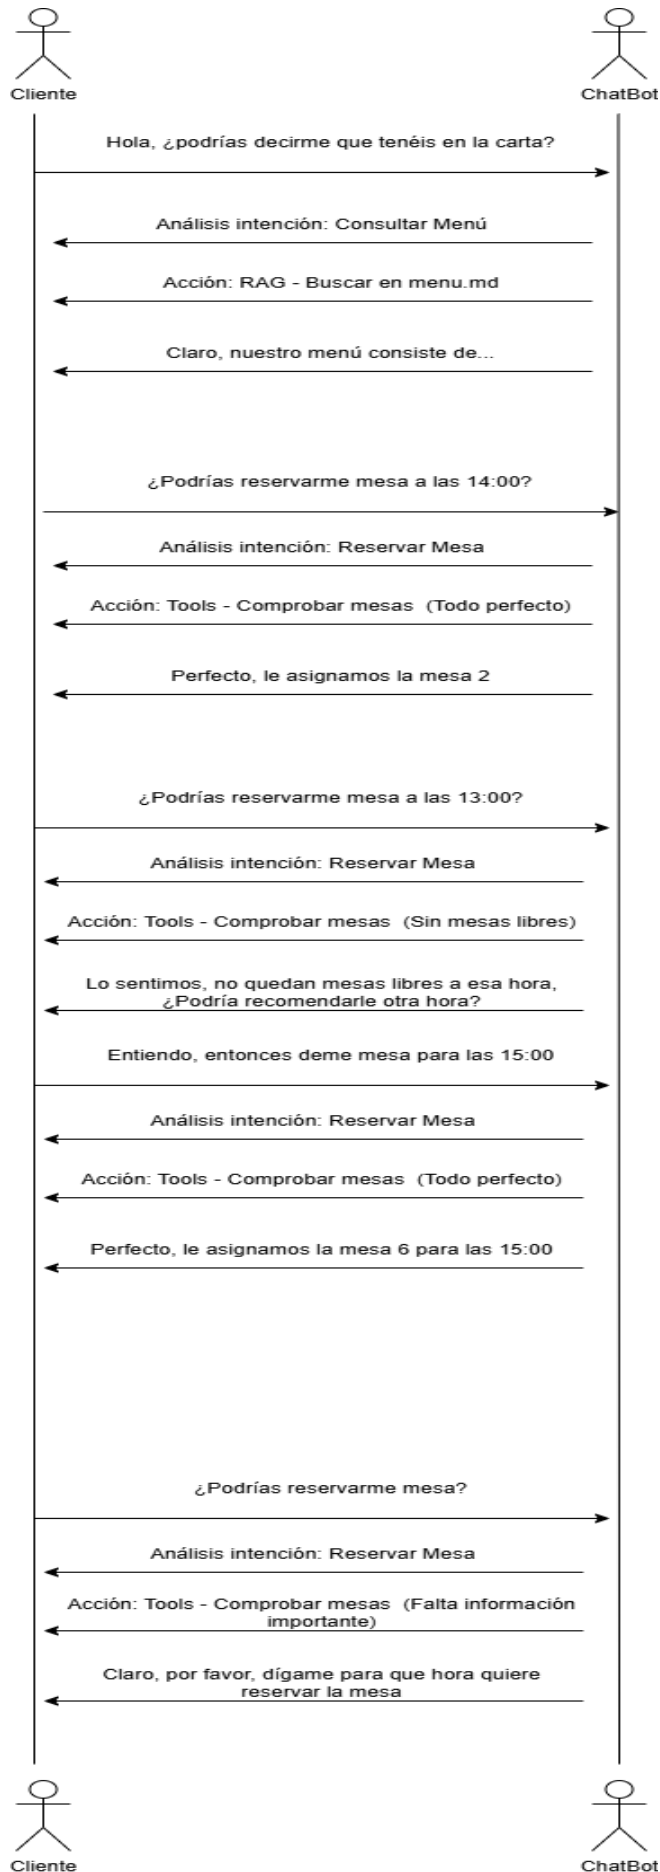 Cliente
ChatBot
Hola, ¿podrías decirme que tenéis en la carta?
Análisis intención: Consultar Menú
Acción: RAG - Buscar en menu.md
Claro, nuestro menú consiste de...
¿Podrías reservarme mesa a las 14:00?
Análisis intención: Reservar Mesa
Acción: Tools - Comprobar mesas  (Todo perfecto)
Perfecto, le asignamos la mesa 2
¿Podrías reservarme mesa a las 13:00?
Análisis intención: Reservar Mesa
Acción: Tools - Comprobar mesas  (Sin mesas libres)
Lo sentimos, no quedan mesas libres a esa hora,
¿Podría recomendarle otra hora?
Entiendo, entonces deme mesa para las 15:00
Análisis intención: Reservar Mesa
Acción: Tools - Comprobar mesas  (Todo perfecto)
Perfecto, le asignamos la mesa 6 para las 15:00
¿Podrías reservarme mesa?
Análisis intención: Reservar Mesa
Acción: Tools - Comprobar mesas  (Falta información
importante)
Claro, por favor, dígame para que hora quiere
reservar la mesa
Cliente
ChatBot